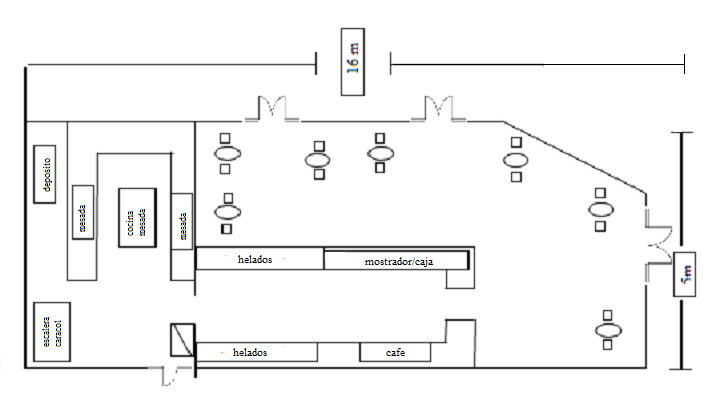 16 m
deposito
mesada
cocina
mesada
mesada
helados
mostrador/caja
5m
escalera
caracol
helados
cafe